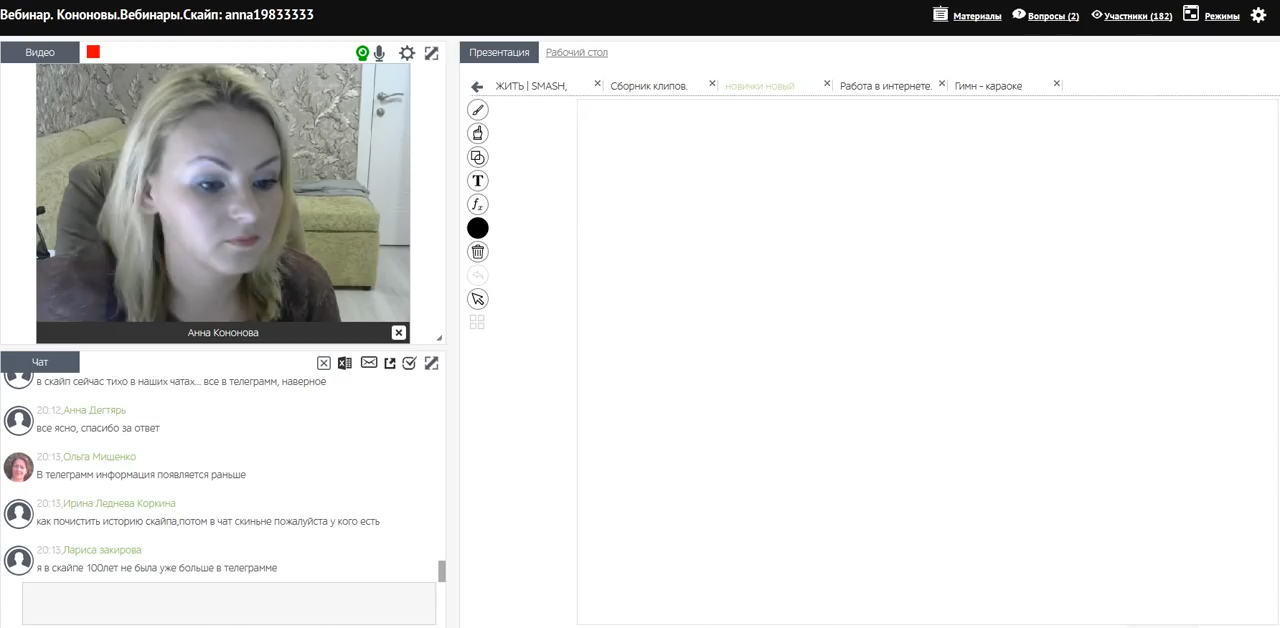 Вебинар. Кононовы.Вебинары.Скайп: anna19833333
Материалы
Вопросы (2)
Участники (182)
Режимы
Видео
Презентация
Рабочий стол
ЖИТЬ | SMASH,
Сборник клипов.
новички новый
Работа в интернете.
Гимн - караоке
T
fx
Анна Кононова
Чат
в скайп сейчас тихо в наших чатах... все в телеграмм, наверное
20:12,Анна Дегтярь
все ясно, спасибо за ответ
20:13,Ольга Мищенко
В телеграмм информация появляется раньше
20:13,Ирина Леднева Коркина
как почистить историю скайпа,потом в чат скиньне пожалуйста у кого есть
20:13,Лариса закирова
я в скайпе 100лет не была уже больше в телеграмме